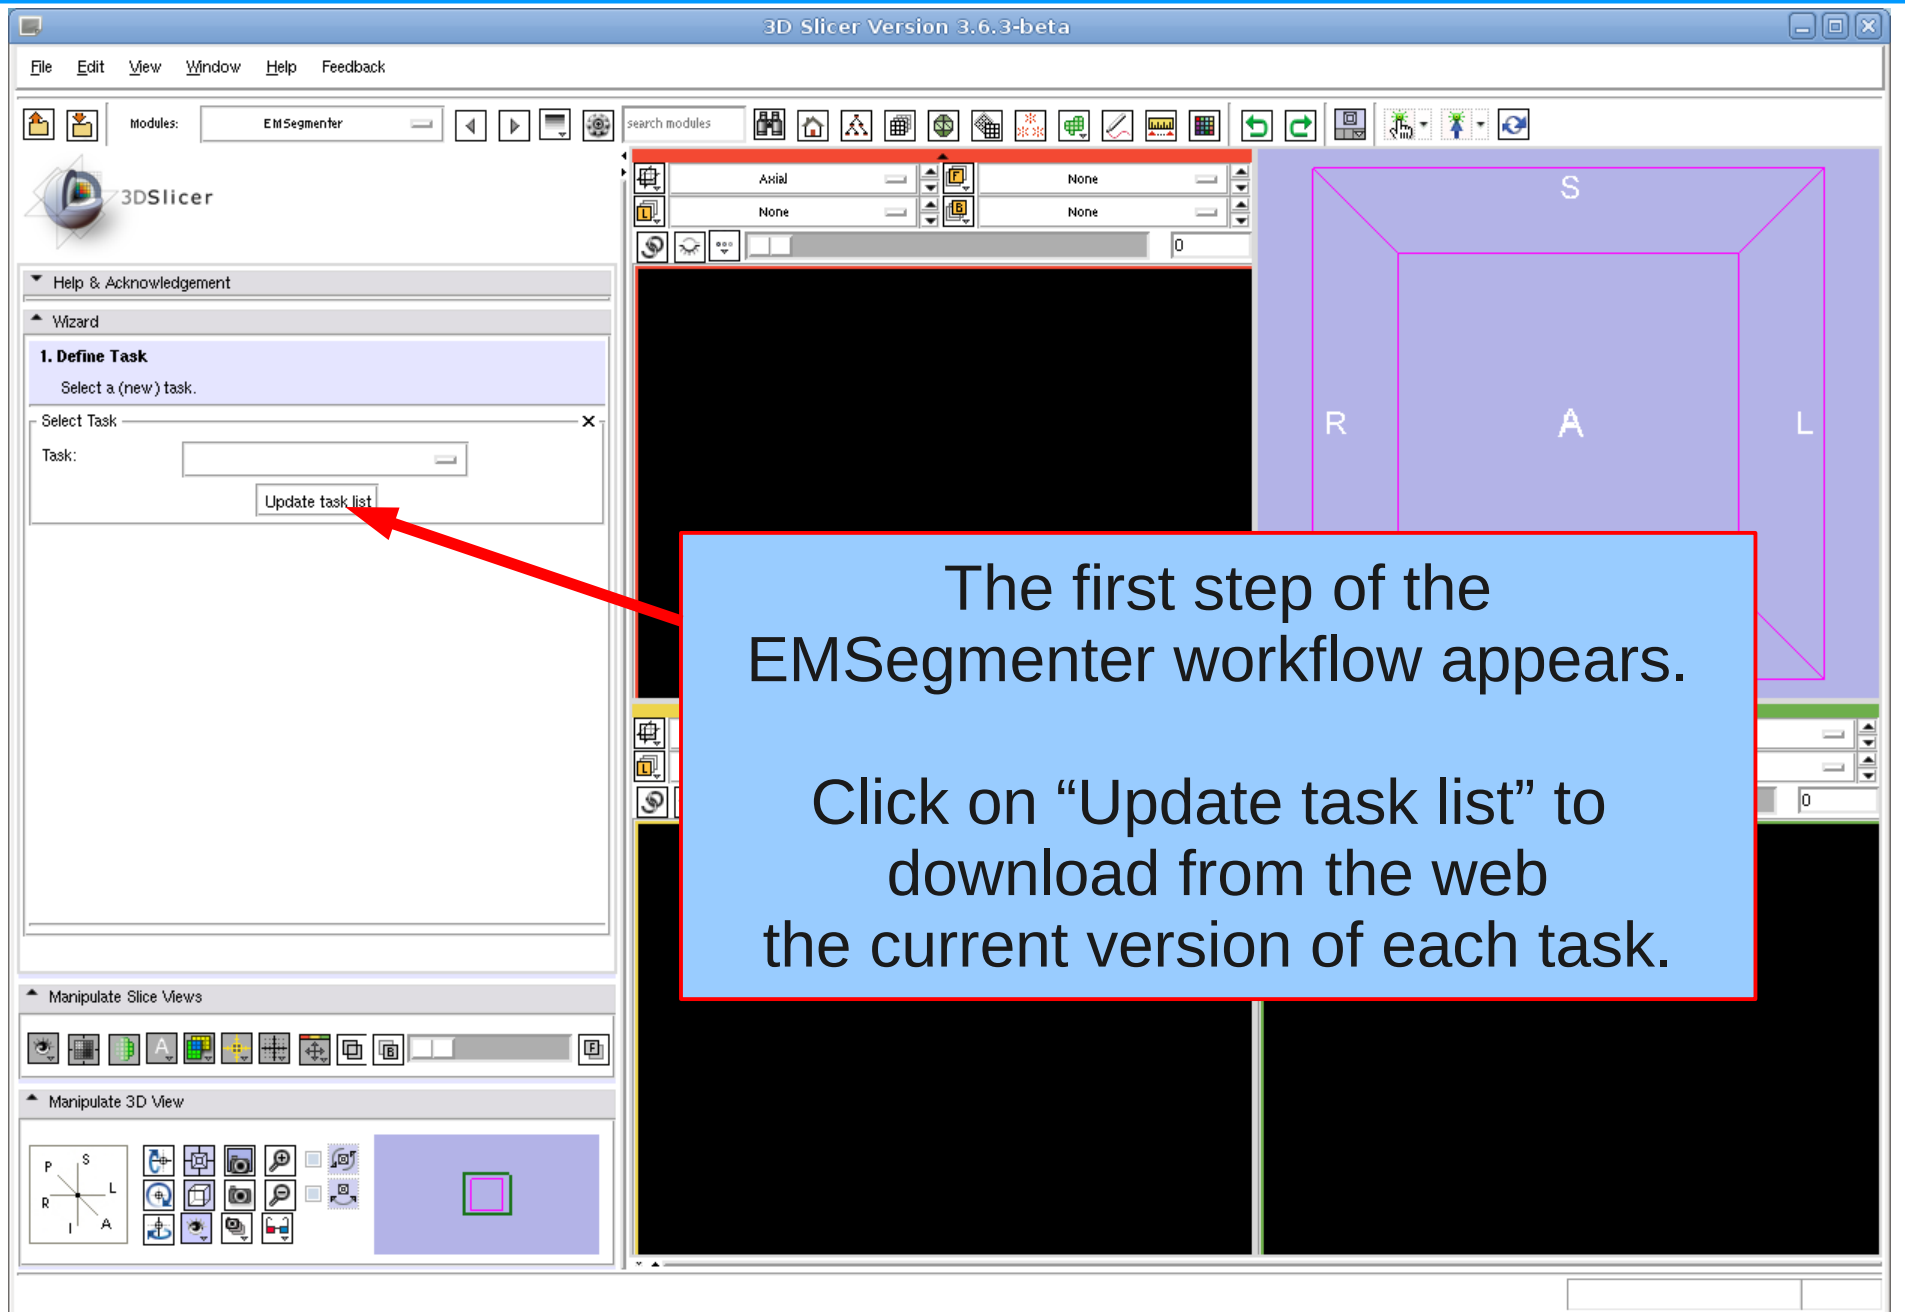 3D Slicer Version 3.6.3-beta
File Edit View Window Help Feedback
Modules: EMSegmenter search modules
3DSlicer
Help & Acknowledgement
Wizard
1. Define Task
Select a (new) task.
Select Task
Task:
Update task list
Axial None
None None
L F B
0
S
R A L
The first step of the
EMSegmenter workflow appears.
Click on “Update task list” to
download from the web
the current version of each task.
L
0
Manipulate Slice Views
A B F
Manipulate 3D View
P S
R L
I A